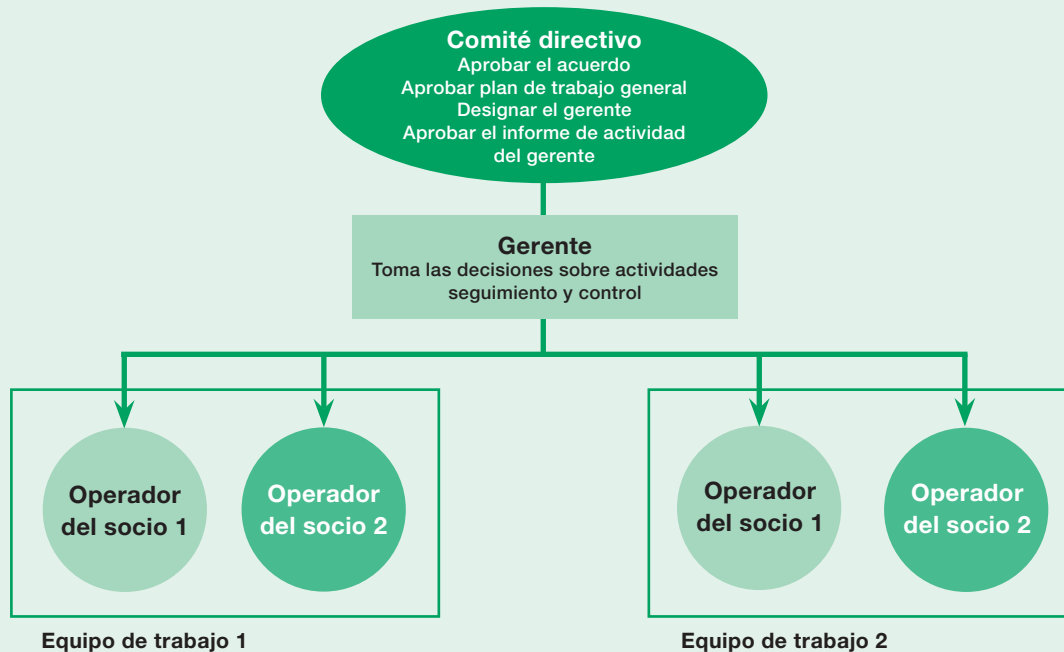 Comité directivo
Aprobar el acuerdo
Aprobar plan de trabajo general
Designar el gerente
Aprobar el informe de actividad
del gerente
Gerente
Toma las decisiones sobre actividades
seguimiento y control
Operador
del socio 1
Operador
del socio 2
Operador
del socio 1
Operador
del socio 2
Equipo de trabajo 1
Equipo de trabajo 2